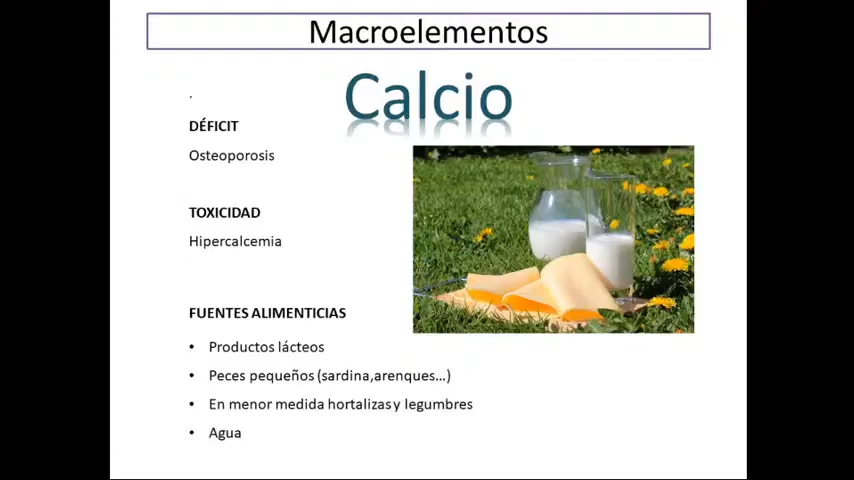 Macroelementos
Calcio
.
DÉFICIT
Osteoporosis
TOXICIDAD
Hipercalcemia
FUENTES ALIMENTICIAS
• Productos lácteos
• Peces pequeños (sardina,arenques...)
• En menor medida hortalizas y legumbres
• Agua